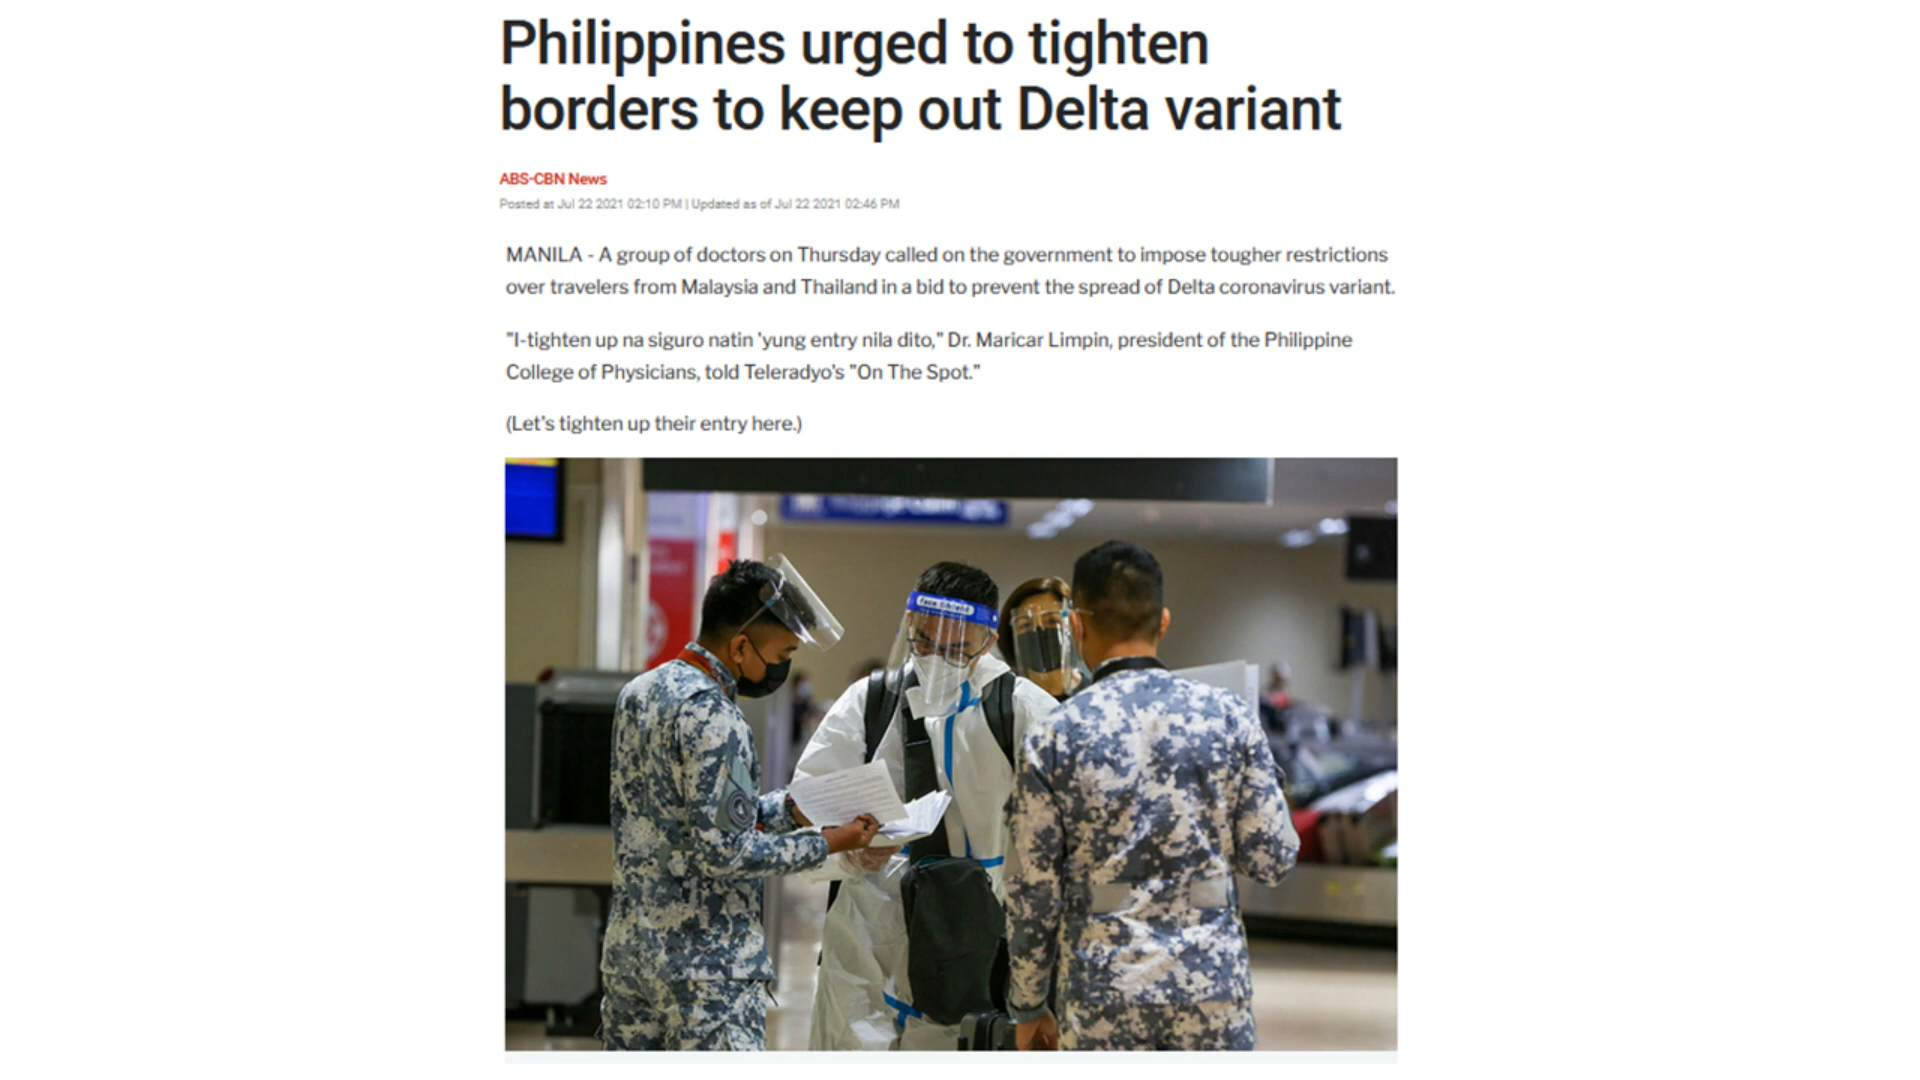 Philippines urged to tighten
borders to keep out Delta variant
ABS-CBN News
Posted at Jul 22 2021 02:10 PM | Updated as of Jul 22 2021 02:46 PM
MANILA - A group of doctors on Thursday called on the government to impose tougher restrictions
over travelers from Malaysia and Thailand in a bid to prevent the spread of Delta coronavirus variant.
"I-tighten up na siguro natin 'yung entry nila dito," Dr. Maricar Limpin, president of the Philippine
College of Physicians, told Teleradyo's "On The Spot."
(Let's tighten up their entry here.)
Face Shield